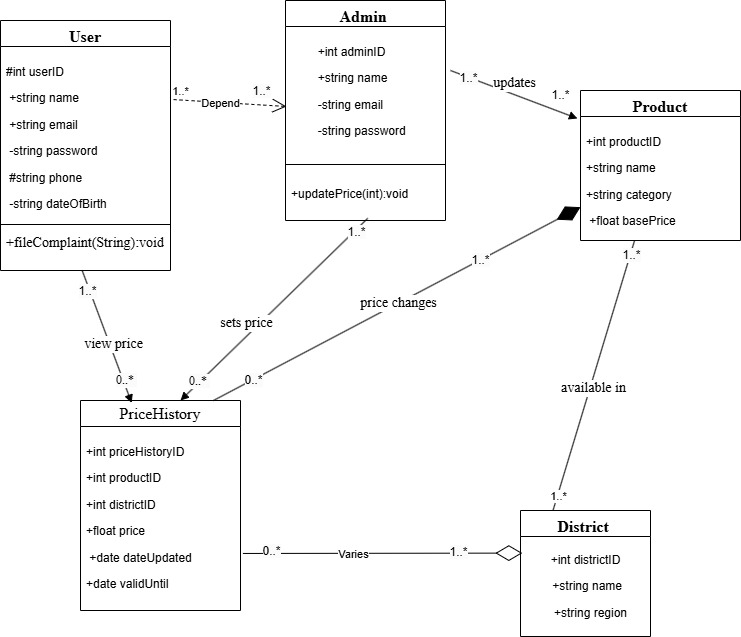 User
#int userID
+string name
+string email
-string password
#string phone
-string dateOfBirth
+fileComplaint(String):void
1..*
Depend
1..*
Admin
+int adminID
+string name
-string email
-string password
+updatePrice(int):void
1..*
updates
1..*
Product
+int productID
+string name
+string category
+float basePrice
1..*
view price
0..*
1..*
sets price
0..*
1..*
price changes
0..*
1..*
available in
1..*
PriceHistory
+int priceHistoryID
+int productID
+int districtID
+float price
+date dateUpdated
+date validUntil
0..*
Varies
1..*
District
+int districtID
+string name
+string region